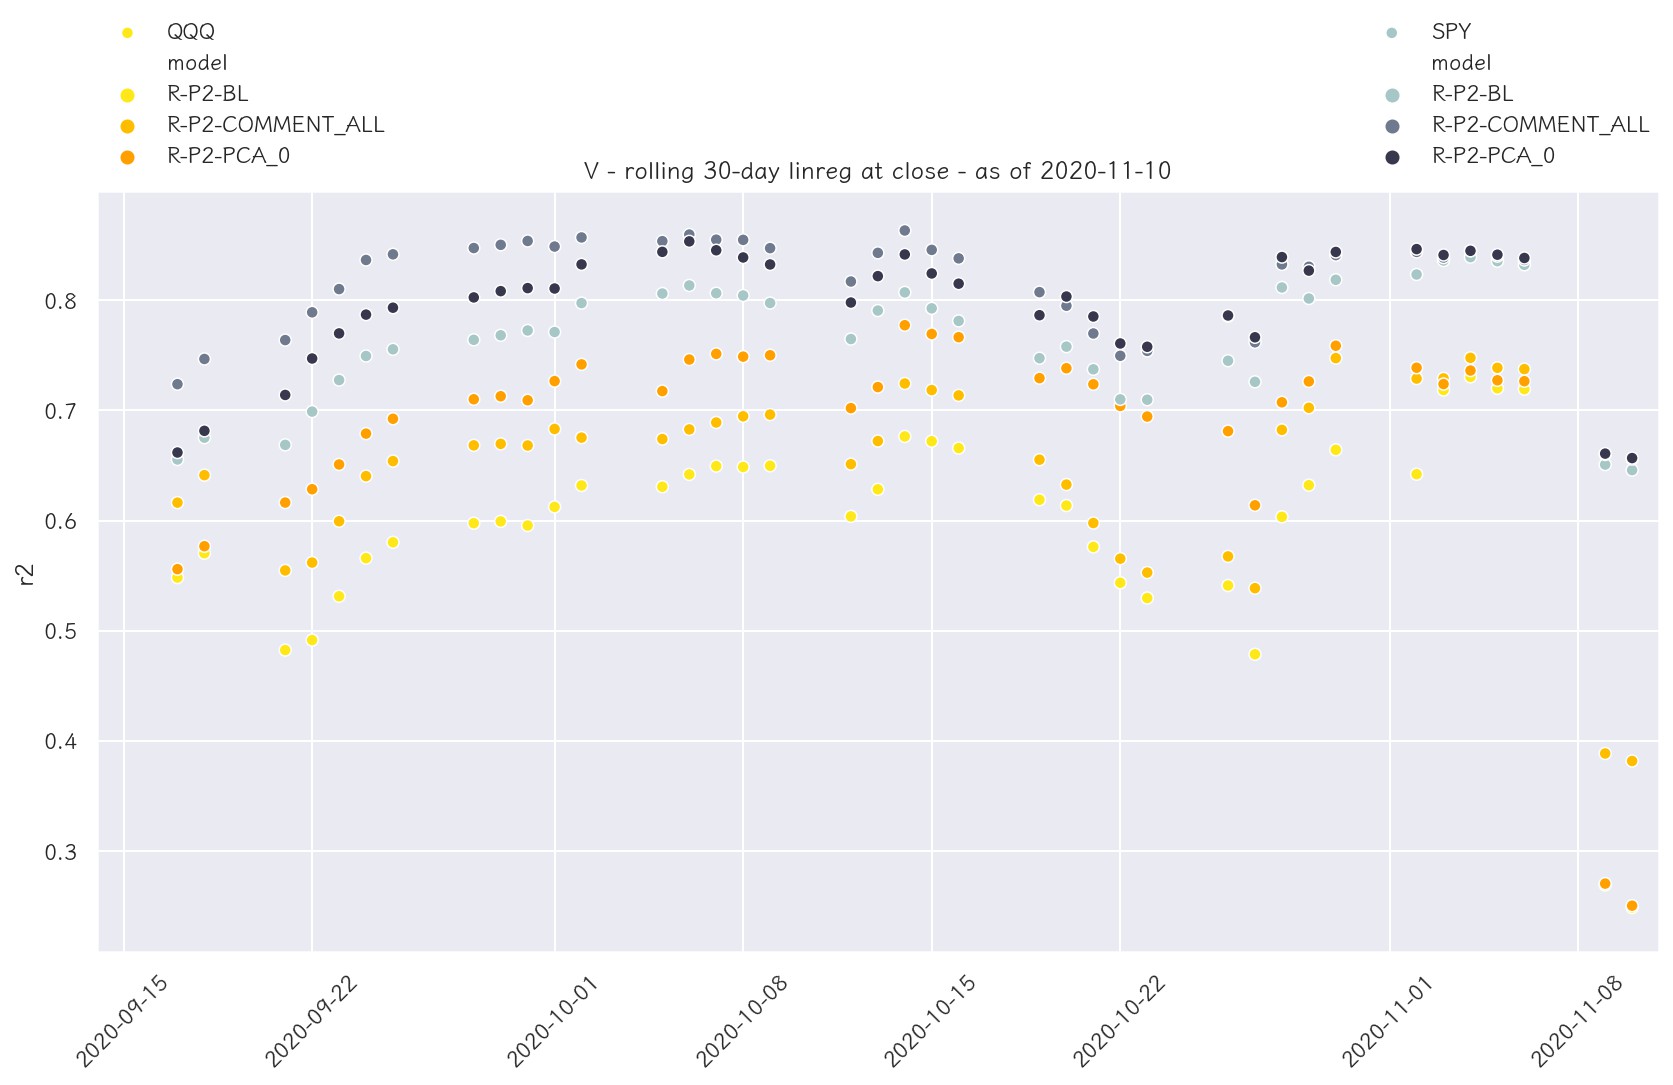 QQQ
model
R-P2-BL
R-P2-COMMENT_ALL
R-P2-PCA_0
SPY
model
R-P2-BL
R-P2-COMMENT_ALL
R-P2-PCA_0
V - rolling 30-day linreg at close - as of 2020-11-10
r2
0.8
0.7
0.6
0.5
0.4
0.3
2020-09-15
2020-09-22
2020-10-01
2020-10-08
2020-10-15
2020-10-22
2020-11-01
2020-11-08